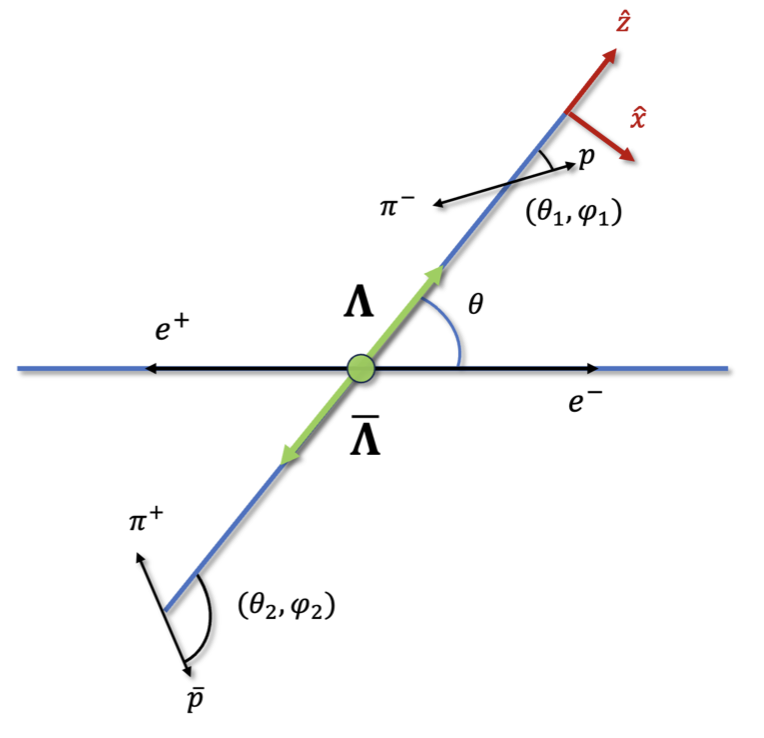 ẑ
x̂
p
π⁻
(θ₁, φ₁)
Λ
θ
e⁺
e⁻
Λ̄
π⁺
(θ₂, φ₂)
p̄